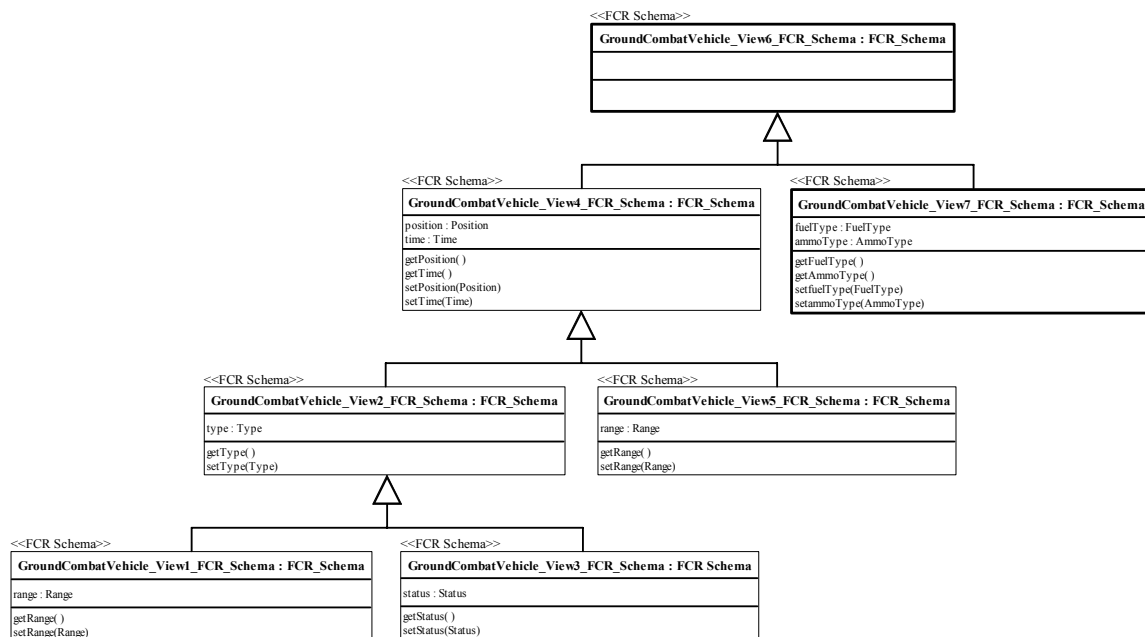 <<FCR Schema>>
GroundCombatVehicle_View6_FCR_Schema : FCR_Schema
<<FCR Schema>>
GroundCombatVehicle_View4_FCR_Schema : FCR_Schema
position : Position
time : Time
getPosition( )
getTime( )
setPosition(Position)
setTime(Time)
<<FCR Schema>>
GroundCombatVehicle_View7_FCR_Schema : FCR_Schema
fuelType : FuelType
ammoType : AmmoType
getFuelType( )
getAmmoType( )
setfuelType(FuelType)
setammoType(AmmoType)
<<FCR Schema>>
GroundCombatVehicle_View2_FCR_Schema : FCR_Schema
type : Type
getType( )
setType(Type)
<<FCR Schema>>
GroundCombatVehicle_View5_FCR_Schema : FCR_Schema
range : Range
getRange( )
setRange(Range)
<<FCR Schema>>
GroundCombatVehicle_View1_FCR_Schema : FCR_Schema
range : Range
getRange( )
setRange(Range)
<<FCR Schema>>
GroundCombatVehicle_View3_FCR_Schema : FCR Schema
status : Status
getStatus( )
setStatus(Status)